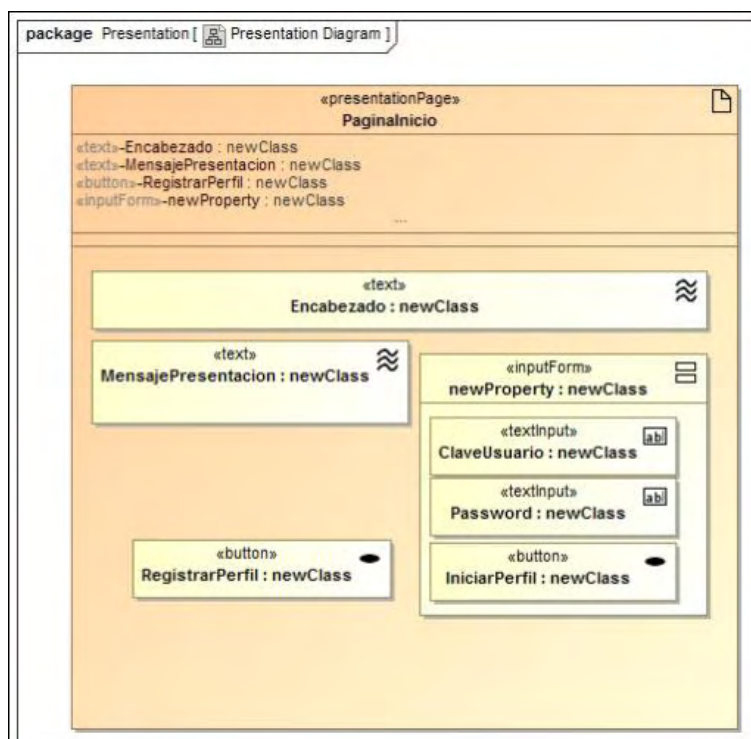 package Presentation [ Presentation Diagram ]
«presentationPage»
PaginaInicio
«text»-Encabezado : newClass
«text»-MensajePresentacion : newClass
«button»-RegistrarPerfil : newClass
«inputForm»-newProperty : newClass
...
«text»
Encabezado : newClass
«text»
MensajePresentacion : newClass
«inputForm»
newProperty : newClass
«textInput»
ab|
ClaveUsuario : newClass
«textInput»
ab|
Password : newClass
«button»
RegistrarPerfil : newClass
«button»
IniciarPerfil : newClass